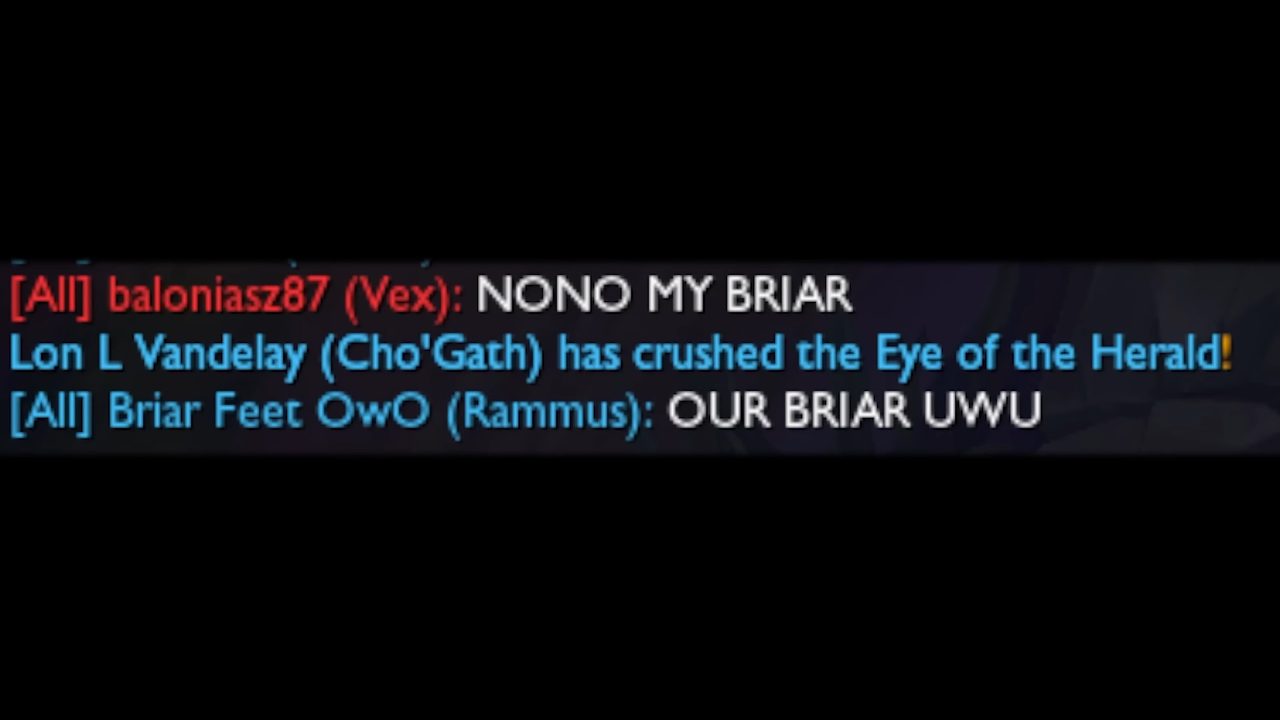 [All] baloniasz87 (Vex): NONO MY BRIAR
Lon L Vandelay (Cho'Gath) has crushed the Eye of the Herald!
[All] Briar Feet OwO (Rammus): OUR BRIAR UWU